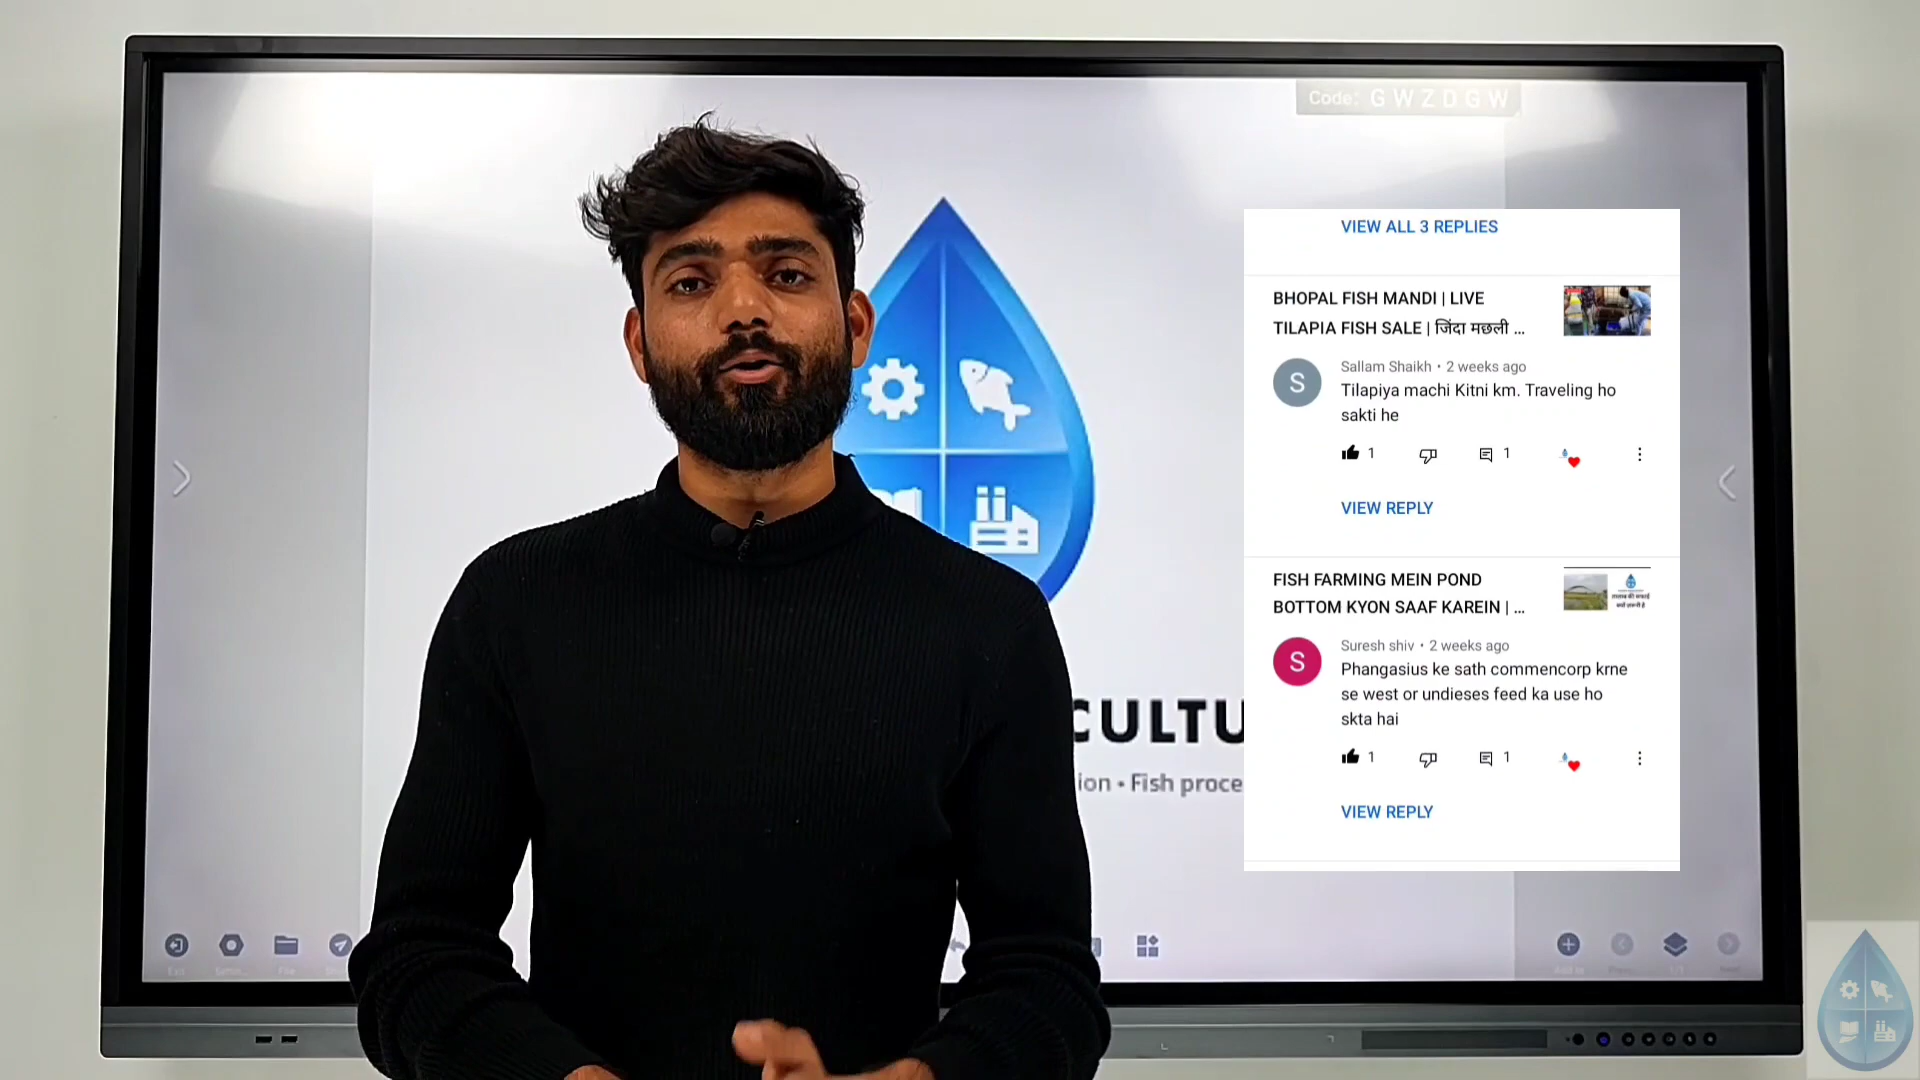 Code: GWZDGW
VIEW ALL 3 REPLIES
BHOPAL FISH MANDI | LIVE
TILAPIA FISH SALE | जिंदा मछली ...
Sallam Shaikh • 2 weeks ago
Tilapiya machi Kitni km. Traveling ho
sakti he
1
1
VIEW REPLY
FISH FARMING MEIN POND
BOTTOM KYON SAAF KAREIN | ...
Suresh shiv • 2 weeks ago
Phangasius ke sath commencorp krne
se west or undieses feed ka use ho
skta hai
1
1
VIEW REPLY
S
S
CULTU
ion • Fish proce